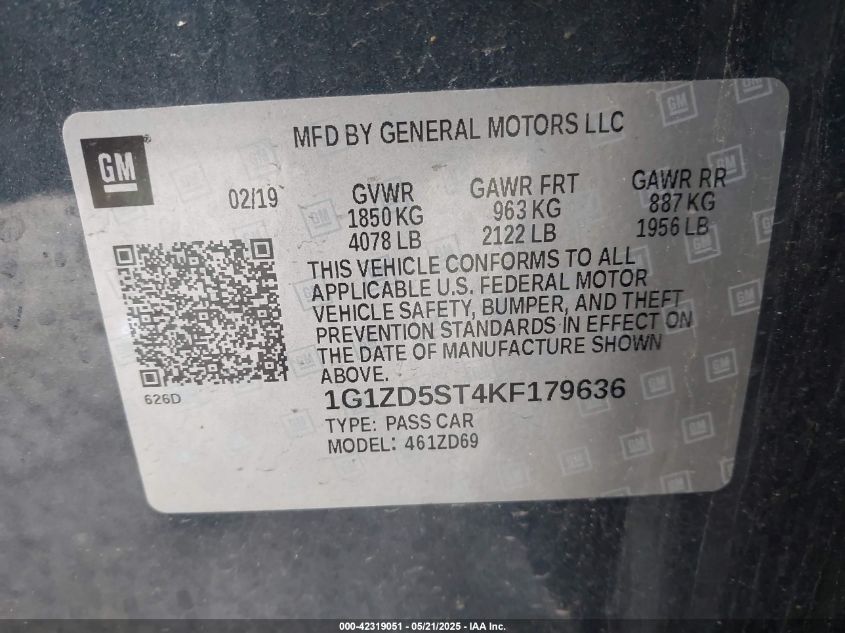 MFD BY GENERAL MOTORS LLC
GM
02/19
GVWR
1850 KG
4078 LB
GAWR FRT
963 KG
2122 LB
GAWR RR
887 KG
1956 LB
THIS VEHICLE CONFORMS TO ALL
APPLICABLE U.S. FEDERAL MOTOR
VEHICLE SAFETY, BUMPER, AND THEFT
PREVENTION STANDARDS IN EFFECT ON
THE DATE OF MANUFACTURE SHOWN
ABOVE.
626D
1G1ZD5ST4KF179636
TYPE: PASS CAR
MODEL: 461ZD69
000-42319051 — 05/21/2025 — IAA Inc.